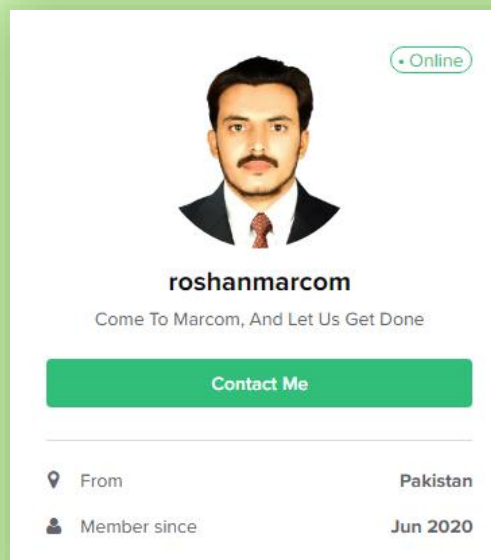 • Online
roshanmarcom
Come To Marcom, And Let Us Get Done
Contact Me
From Pakistan
Member since Jun 2020